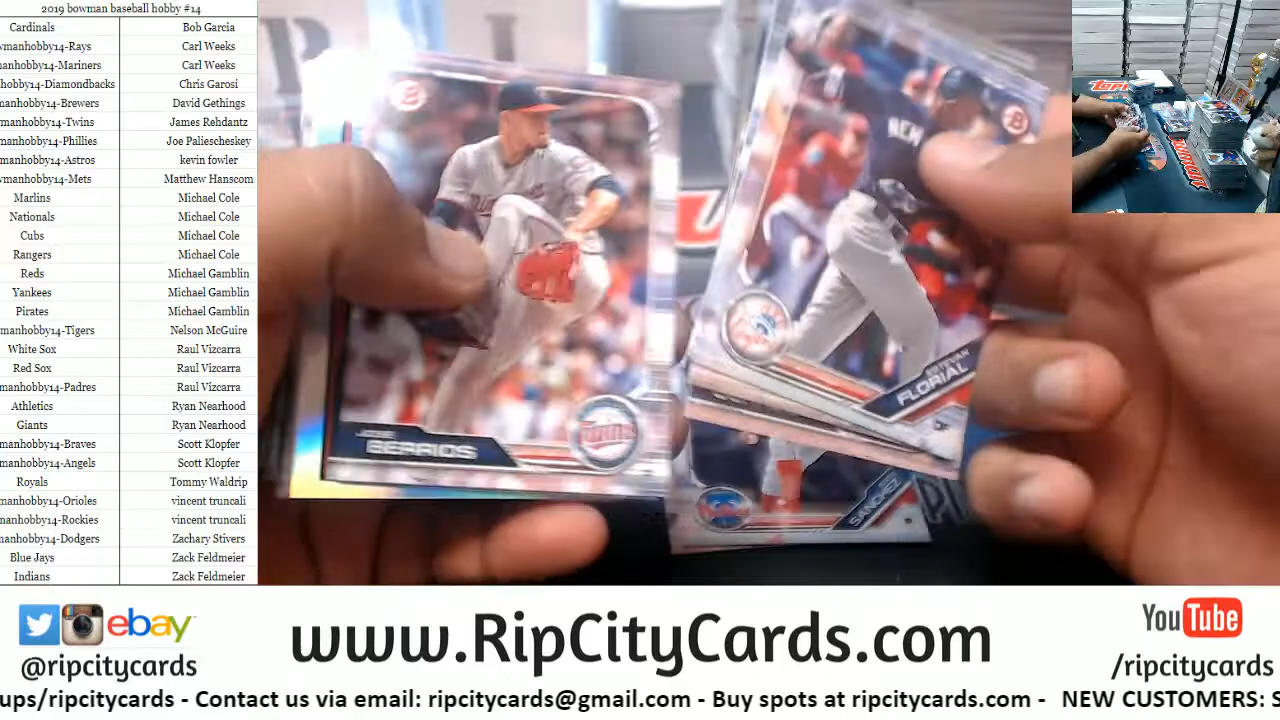 2019 bowman baseball hobby #14
Cardinals Bob Garcia
wmanhobby14-Rays Carl Weeks
manhobby14-Mariners Carl Weeks
hobby14-Diamondbacks Chris Garosi
manhobby14-Brewers David Gethings
wmanhobby14-Twins James Rehdantz
manhobby14-Phillies Joe Paliescheskey
manhobby14-Astros kevin fowler
wmanhobby14-Mets Matthew Hanscom
Marlins Michael Cole
Nationals Michael Cole
Cubs Michael Cole
Rangers Michael Cole
Reds Michael Gamblin
Yankees Michael Gamblin
Pirates Michael Gamblin
manhobby14-Tigers Nelson McGuire
White Sox Raul Vizcarra
Red Sox Raul Vizcarra
manhobby14-Padres Raul Vizcarra
Athletics Ryan Nearhood
Giants Ryan Nearhood
manhobby14-Braves Scott Klopfer
manhobby14-Angels Scott Klopfer
Royals Tommy Waldrip
manhobby14-Orioles vincent truncali
manhobby14-Rockies vincent truncali
manhobby14-Dodgers Zachary Stivers
Blue Jays Zack Feldmeier
Indians Zack Feldmeier
B
NEW
B
JOSE
BERRIOS
TWINS
ESTEVAN
FLORIAL
SANCHEZ
topps
ebay
@ripcitycards
www.RipCityCards.com
YouTube
/ripcitycards
ups/ripcitycards - Contact us via email: ripcitycards@gmail.com - Buy spots at ripcitycards.com - NEW CUSTOMERS: S